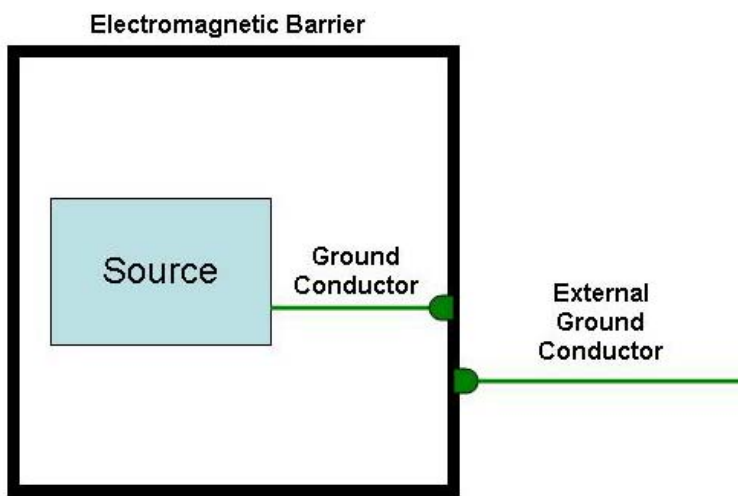 Electromagnetic Barrier
Source
Ground
Conductor
External
Ground
Conductor